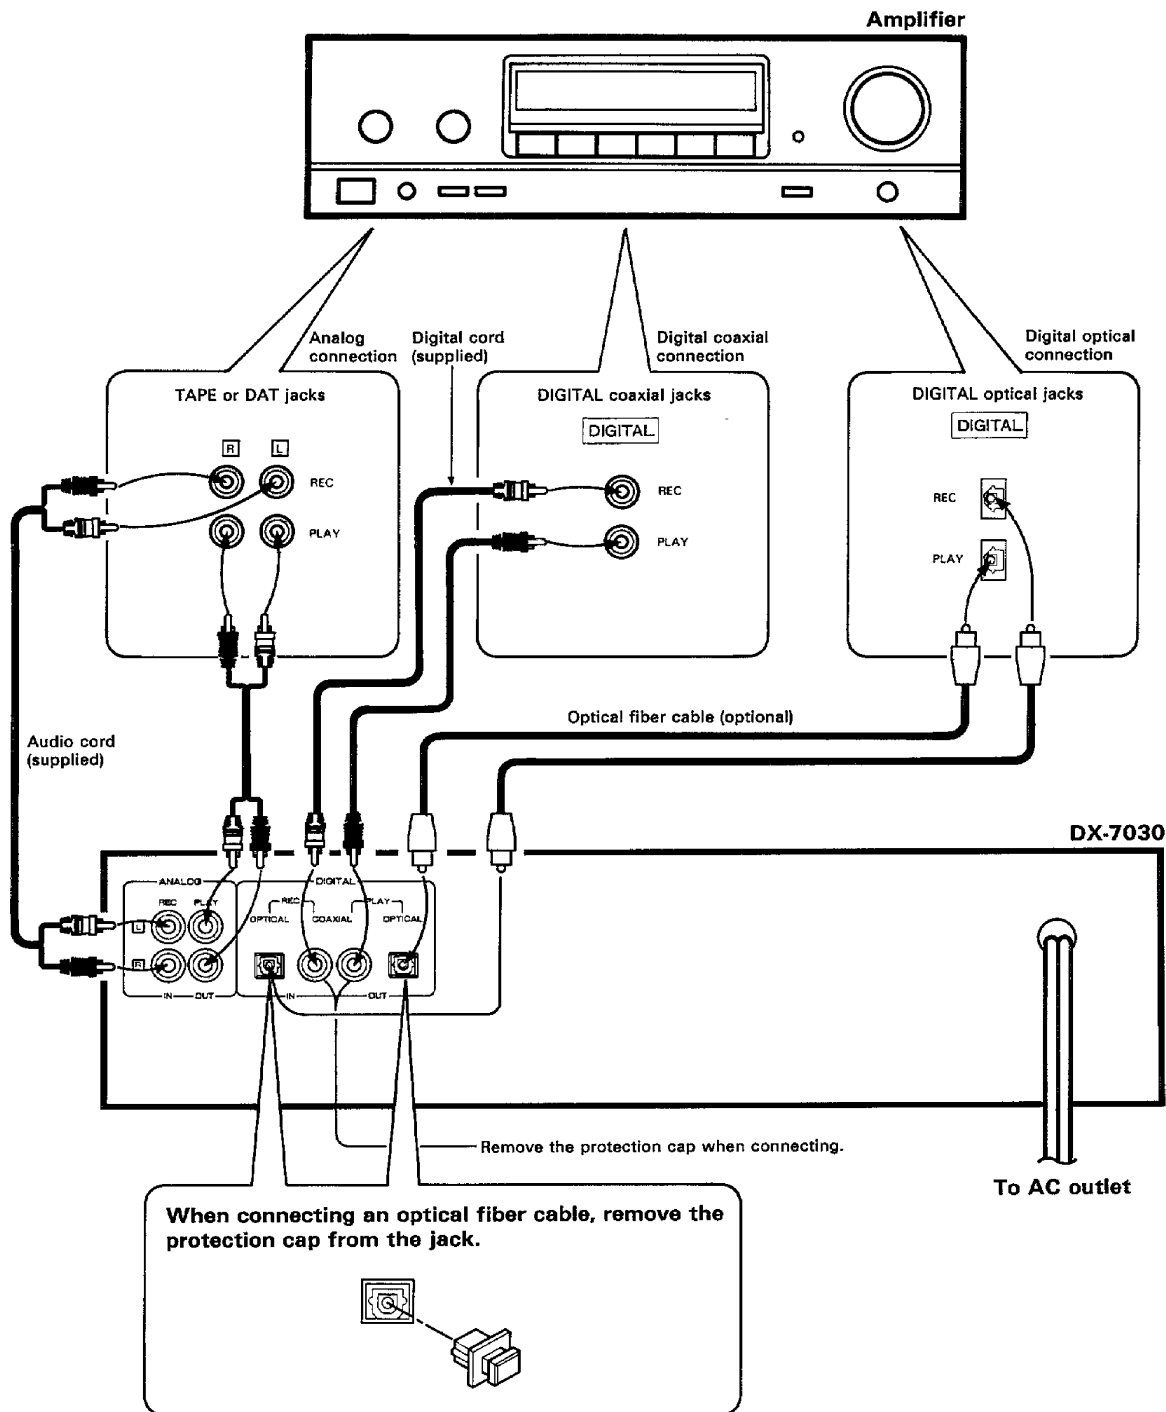 Amplifier
Analog
connection
Digital cord
(supplied)
Digital coaxial
connection
Digital optical
connection
TAPE or DAT jacks
DIGITAL coaxial jacks
DIGITAL optical jacks
DIGITAL
DIGITAL
R L
REC
PLAY
REC
PLAY
REC
PLAY
Optical fiber cable (optional)
Audio cord
(supplied)
DX-7030
ANALOG
DIGITAL
REC PLAY
REC PLAY
OPTICAL COAXIAL OPTICAL
L
R
IN OUT
IN OUT
Remove the protection cap when connecting.
To AC outlet
When connecting an optical fiber cable, remove the
protection cap from the jack.